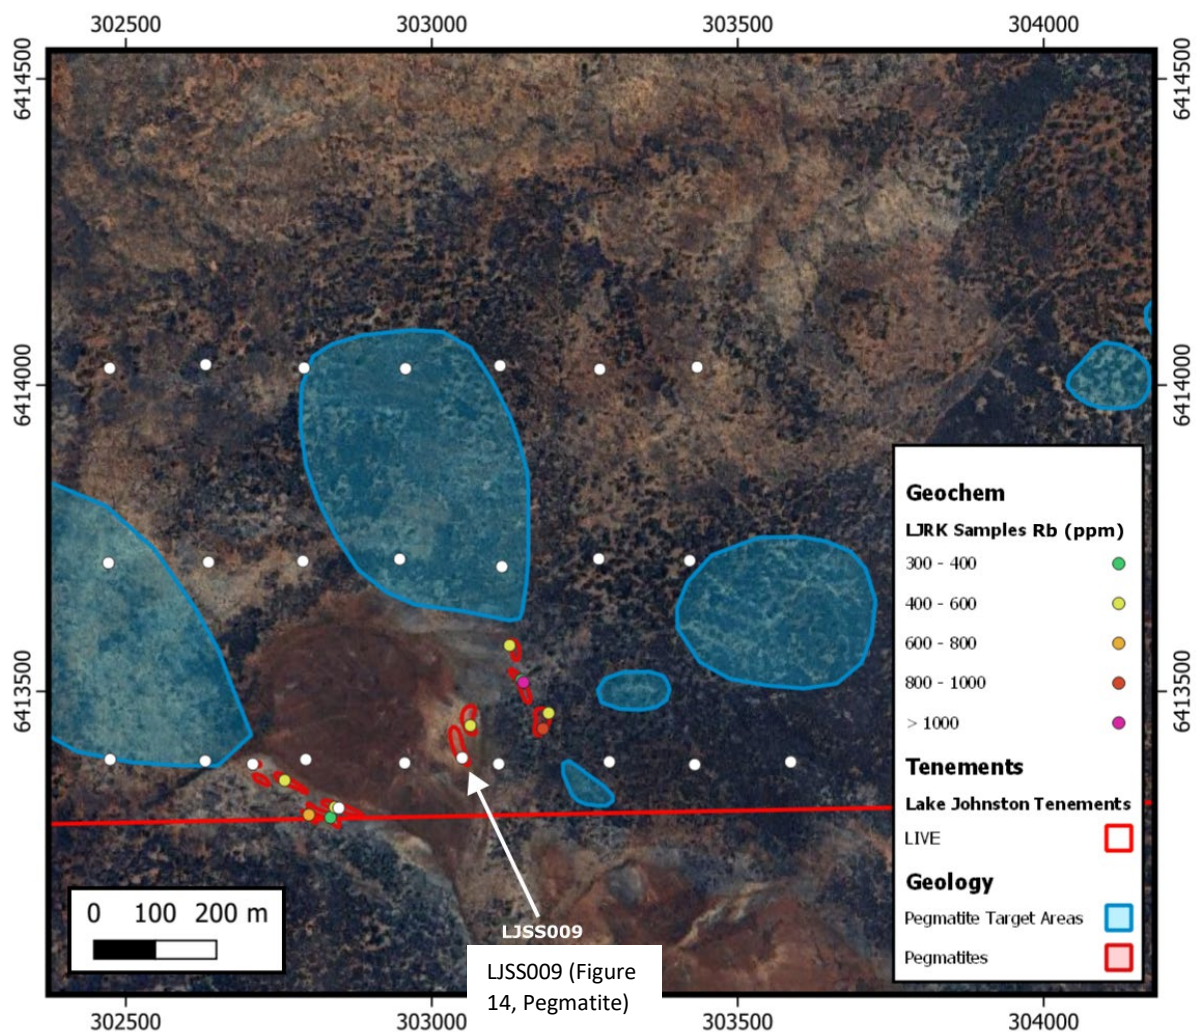 302500 303000 303500 304000
6414500 6414500
6414000 6414000
6413500 6413500
Geochem
LJRK Samples Rb (ppm)
300 - 400
400 - 600
600 - 800
800 - 1000
> 1000
Tenements
Lake Johnston Tenements
LIVE
Geology
Pegmatite Target Areas
Pegmatites
0 100 200 m
LJSS009
LJSS009 (Figure
14, Pegmatite)
302500 303000 303500 304000